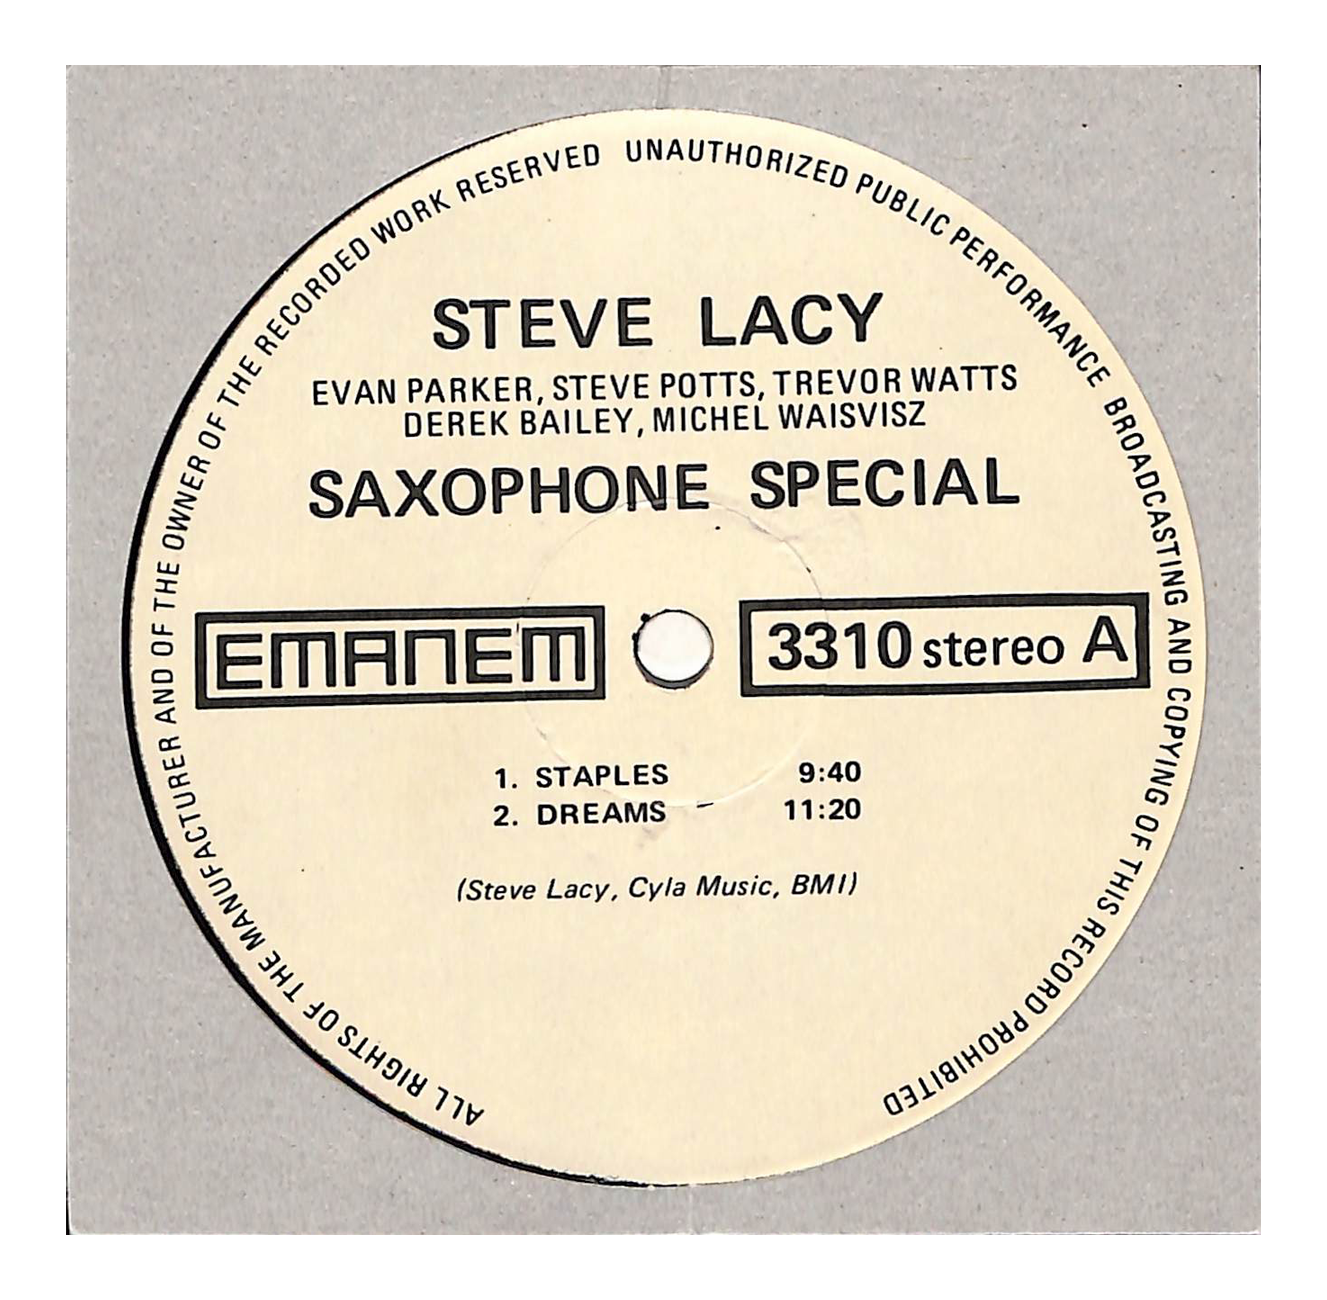 ALL RIGHTS OF THE MANUFACTURER AND OF THE OWNER OF THE RECORDED WORK RESERVED UNAUTHORIZED PUBLIC PERFORMANCE BROADCASTING AND COPYING OF THIS RECORD PROHIBITED
STEVE LACY
EVAN PARKER, STEVE POTTS, TREVOR WATTS
DEREK BAILEY, MICHEL WAISVISZ
SAXOPHONE SPECIAL
EMANEM
3310 stereo A
1. STAPLES 9:40
2. DREAMS 11:20
(Steve Lacy, Cyla Music, BMI)